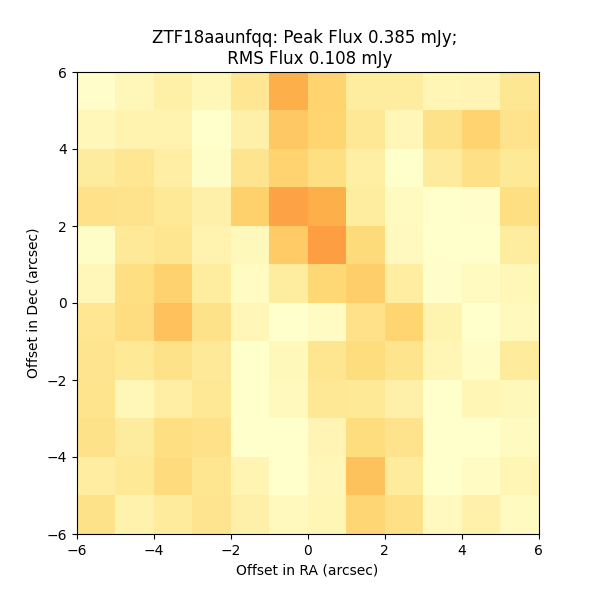 ZTF18aaunfqq: Peak Flux 0.385 mJy;
RMS Flux 0.108 mJy
6
4
2
0
−2
−4
−6
Offset in Dec (arcsec)
−6 −4 −2 0 2 4 6
Offset in RA (arcsec)